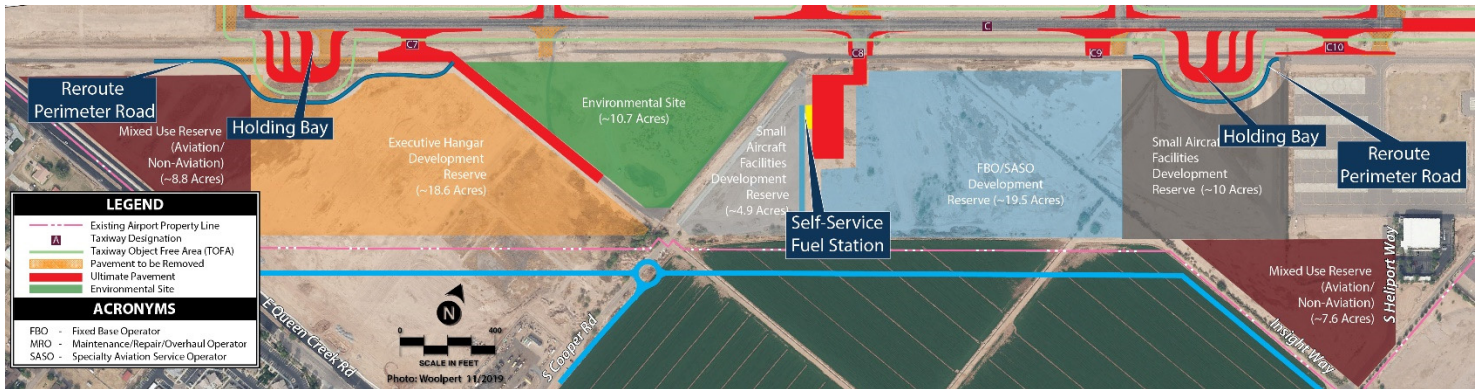 C
C7
C8
C9
C10
Reroute
Perimeter Road
Holding Bay
Mixed Use Reserve
(Aviation/
Non-Aviation)
(~8.8 Acres)
Executive Hangar
Development
Reserve
(~18.6 Acres)
Environmental Site
(~10.7 Acres)
Small
Aircraft
Facilities
Development
Reserve
(~4.9 Acres)
Self-Service
Fuel Station
FBO/SASO
Development
Reserve (~19.5 Acres)
Small Aircraf
Facilities
Development
Reserve (~10 Acres)
Holding Bay
Reroute
Perimeter Road
Mixed Use Reserve
(Aviation/
Non-Aviation)
(~7.6 Acres)
S Heliport Way
Insight Way
S Cooper Rd
E Queen Creek Rd
LEGEND
Existing Airport Property Line
A Taxiway Designation
Taxiway Object Free Area (TOFA)
Pavement to be Removed
Ultimate Pavement
Environmental Site
ACRONYMS
FBO - Fixed Base Operator
MRO - Maintenance/Repair/Overhaul Operator
SASO - Specialty Aviation Service Operator
N
0 400
SCALE IN FEET
Photo: Woolpert 11/2019